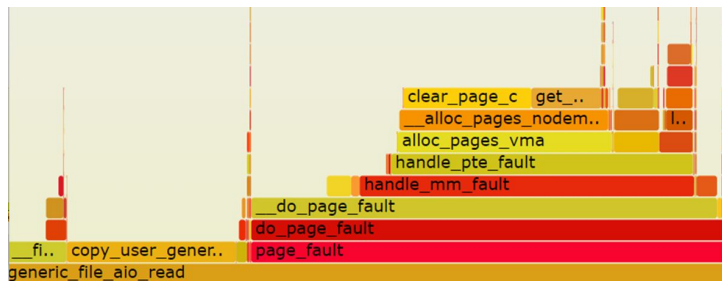 clear_page_c get_..
__alloc_pages_nodem.. l..
alloc_pages_vma
handle_pte_fault
handle_mm_fault
__do_page_fault
do_page_fault
__fi.. copy_user_gener.. page_fault
generic_file_aio_read